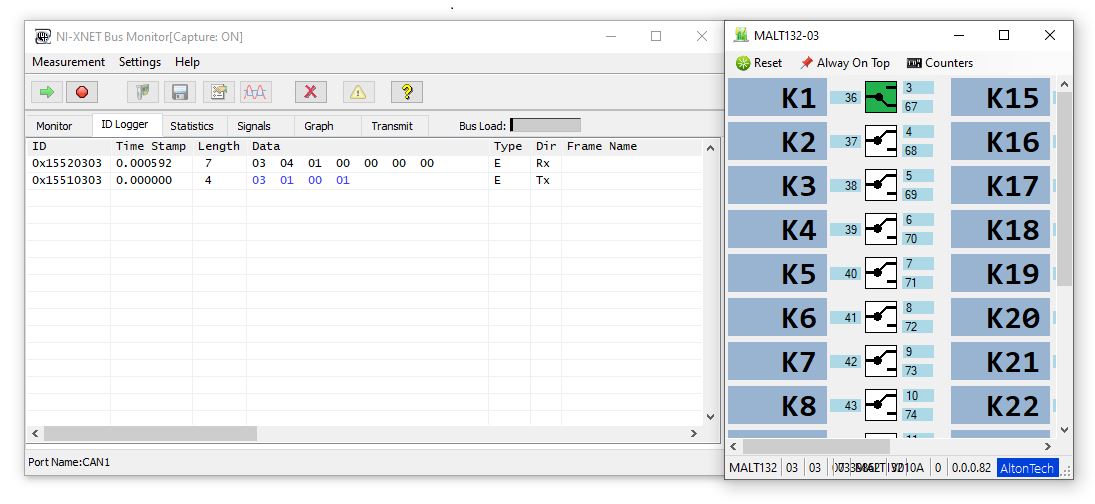 NI-XNET Bus Monitor[Capture: ON]
Measurement Settings Help
Monitor ID Logger Statistics Signals Graph Transmit Bus Load:
ID Time Stamp Length Data Type Dir Frame Name
0x15520303 0.000592 7 03 04 01 00 00 00 00 E Rx
0x15510303 0.000000 4 03 01 00 01 E Tx
Port Name:CAN1
MALT132-03
Reset Alway On Top Counters
K1 36 3 67 K15
K2 37 4 68 K16
K3 38 5 69 K17
K4 39 6 70 K18
K5 40 7 71 K19
K6 41 8 72 K20
K7 42 9 73 K21
K8 43 10 74 K22
MALT132 03 03 0 0.0.0.82 AltonTech